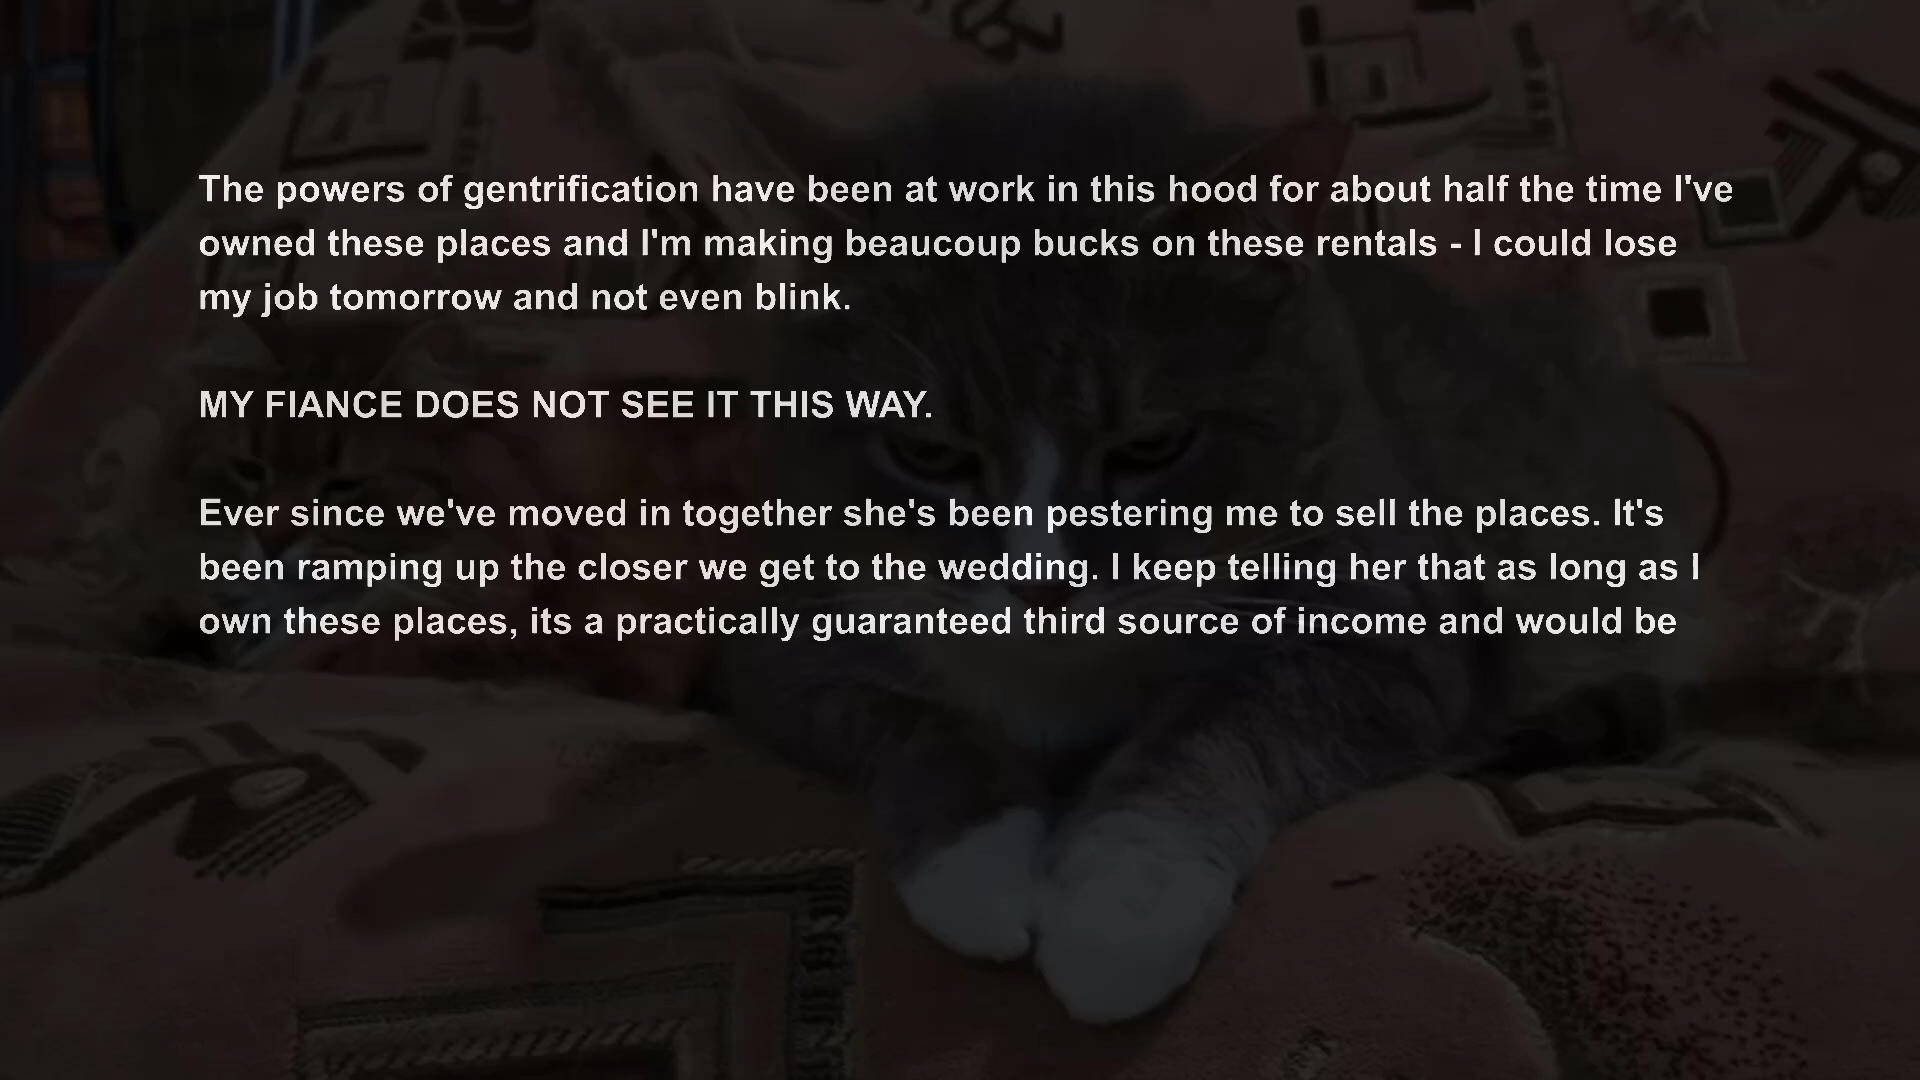 The powers of gentrification have been at work in this hood for about half the time I've
owned these places and I'm making beaucoup bucks on these rentals - I could lose
my job tomorrow and not even blink.
MY FIANCE DOES NOT SEE IT THIS WAY.
Ever since we've moved in together she's been pestering me to sell the places. It's
been ramping up the closer we get to the wedding. I keep telling her that as long as I
own these places, its a practically guaranteed third source of income and would be